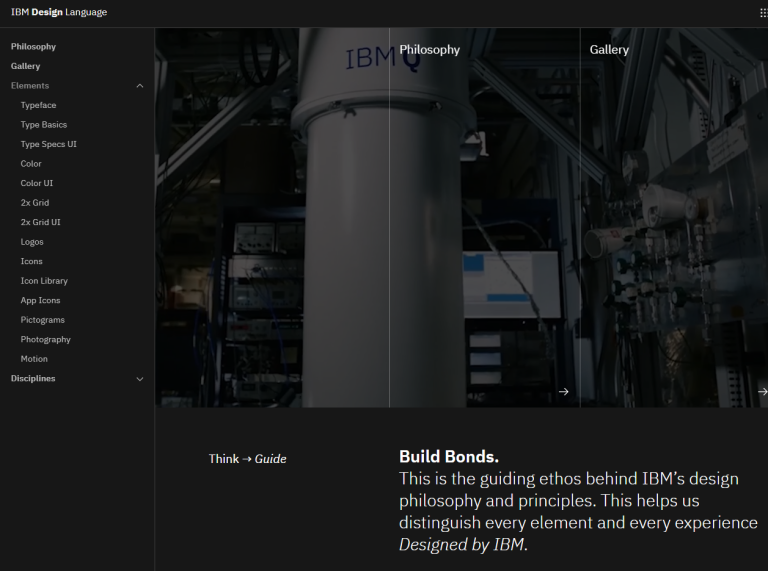 IBM Design Language
Philosophy
Gallery
Elements
Typeface
Type Basics
Type Specs UI
Color
Color UI
2x Grid
2x Grid UI
Logos
Icons
Icon Library
App Icons
Pictograms
Photography
Motion
Disciplines
IBM Q
Philosophy
Gallery
Think → Guide
Build Bonds.
This is the guiding ethos behind IBM’s design
philosophy and principles. This helps us
distinguish every element and every experience
Designed by IBM.